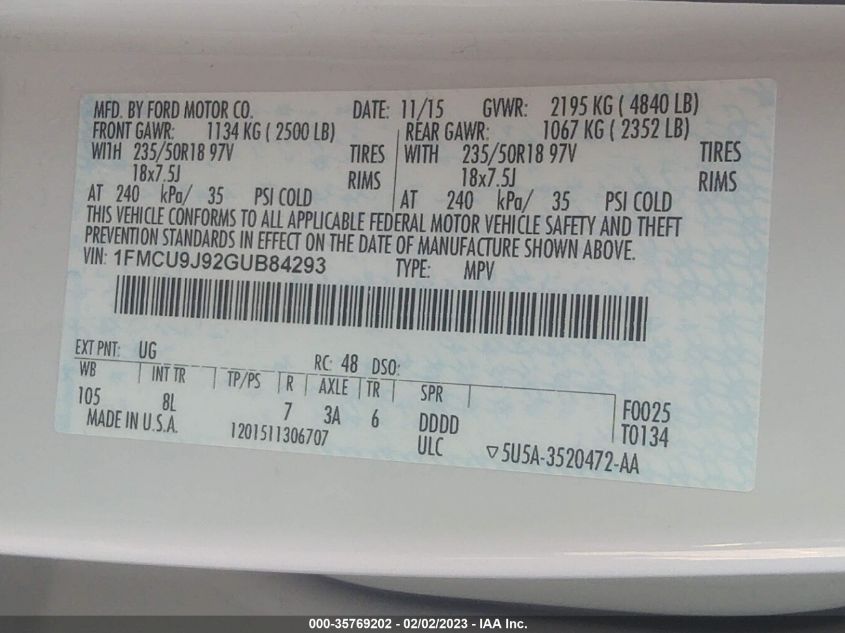 MFD. BY FORD MOTOR CO. DATE: 11/15 GVWR: 2195 KG ( 4840 LB)
FRONT GAWR: 1134 KG ( 2500 LB) REAR GAWR: 1067 KG ( 2352 LB)
WITH 235/50R18 97V TIRES WITH 235/50R18 97V TIRES
18x7.5J RIMS 18x7.5J RIMS
AT 240 kPa/ 35 PSI COLD AT 240 kPa/ 35 PSI COLD
THIS VEHICLE CONFORMS TO ALL APPLICABLE FEDERAL MOTOR VEHICLE SAFETY AND THEFT
PREVENTION STANDARDS IN EFFECT ON THE DATE OF MANUFACTURE SHOWN ABOVE.
VIN: 1FMCU9J92GUB84293 TYPE: MPV
EXT PNT: UG RC: 48 DSO:
WB INT TR TP/PS R AXLE TR SPR
105 8L 7 3A 6 DDDD F0025
MADE IN U.S.A. 1201511306707 ULC T0134
▽5U5A-3520472-AA
000-35769202 - 02/02/2023 - IAA Inc.